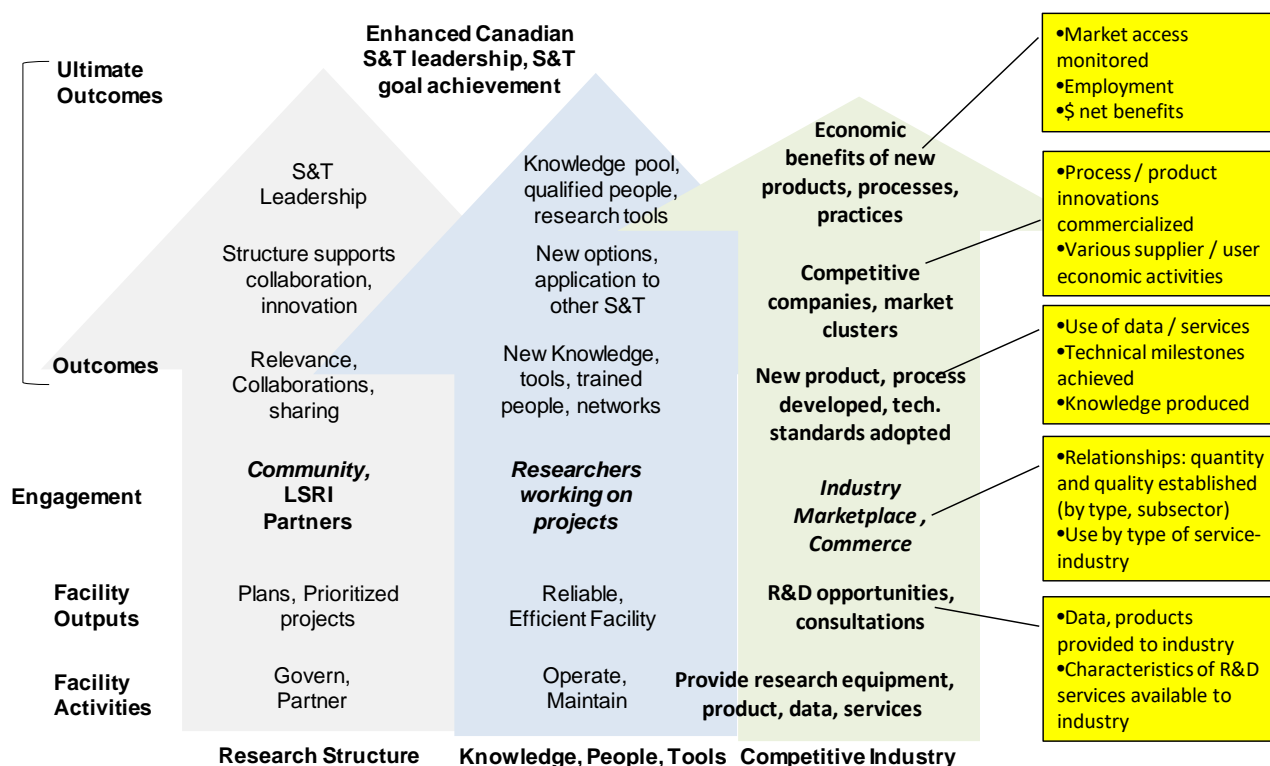 Enhanced Canadian
S&T leadership, S&T
goal achievement
Ultimate
Outcomes
S&T
Leadership
Knowledge pool,
qualified people,
research tools
Economic
benefits of new
products, processes,
practices
•Market access
monitored
•Employment
•$ net benefits
Structure supports
collaboration,
innovation
New options,
application to
other S&T
Competitive
companies, market
clusters
•Process / product
innovations
commercialized
•Various supplier / user
economic activities
Outcomes
Relevance,
Collaborations,
sharing
New Knowledge,
tools, trained
people, networks
New product, process
developed, tech.
standards adopted
•Use of data / services
•Technical milestones
achieved
•Knowledge produced
Engagement
Community,
LSRI
Partners
Researchers
working on
projects
Industry
Marketplace ,
Commerce
•Relationships: quantity
and quality established
(by type, subsector)
•Use by type of service-
industry
Facility
Outputs
Plans, Prioritized
projects
Reliable,
Efficient Facility
R&D opportunities,
consultations
•Data, products
provided to industry
•Characteristics of R&D
services available to
industry
Facility
Activities
Govern,
Partner
Operate,
Maintain
Provide research equipment,
product, data, services
Research Structure
Knowledge, People, Tools
Competitive Industry